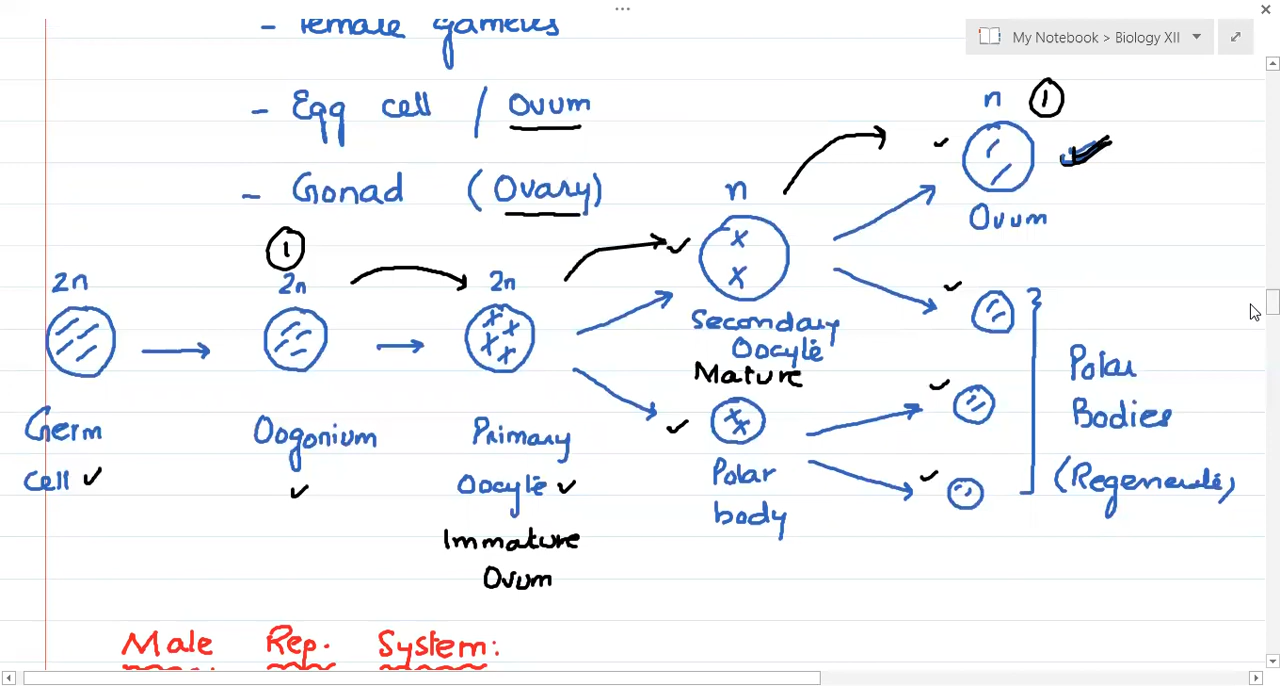 - Female gametes
My Notebook > Biology XII
- Egg cell / Ovum
- Gonad (Ovary)
n 1
Ovum
n
Secondary
Oocyte
Mature
1
2n
2n
2n
Germ
cell
Oogonium
Primary
Oocyte
Immature
Ovum
Polar
body
Polar
Bodies
(Regenerate)
Male Rep. System: